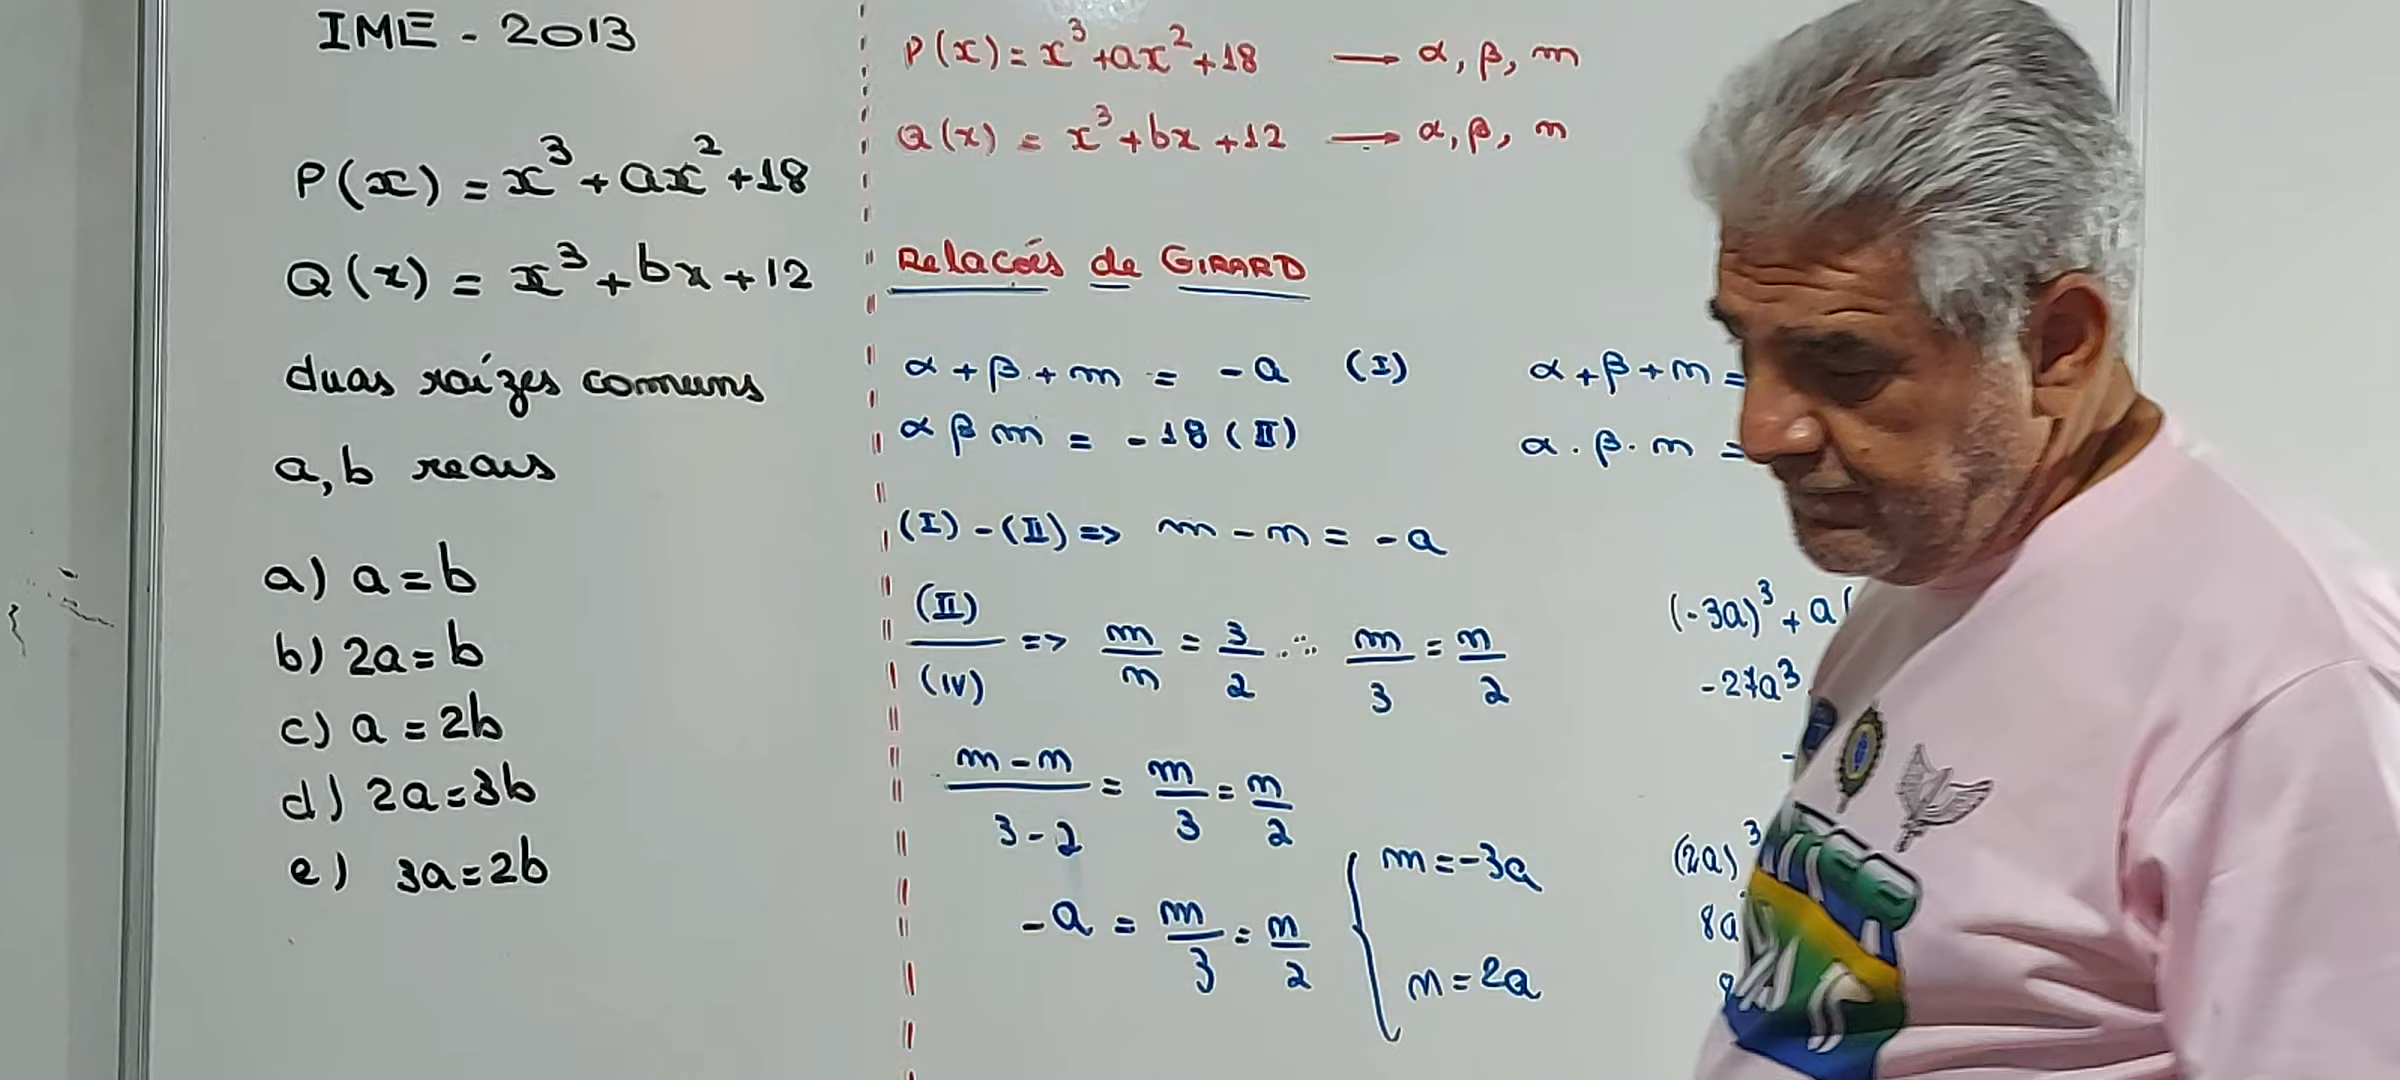 IME - 2013
P(x) = x³ + ax² + 18
Q(x) = x³ + bx + 12
duas raízes comuns
a, b reais
a) a = b
b) 2a = b
c) a = 2b
d) 2a = 3b
e) 3a = 2b
P(x) = x³ + ax² + 18 → α, β, m
Q(x) = x³ + bx + 12 → α, β, n
Relacões de GIRARD
α + β + m = -a (I)
α β m = -18 (II)
α + β + n =
α . β . n =
(I) - (II) => m - n = -a
(II)/(IV) => m/n = 3/2 ∴ m/3 = n/2
(m - n)/(3 - 2) = m/3 = n/2
-a = m/3 = n/2
m = -3a
n = 2a
(-3a)³ + a(
-27a³
-
(2a)³
8a